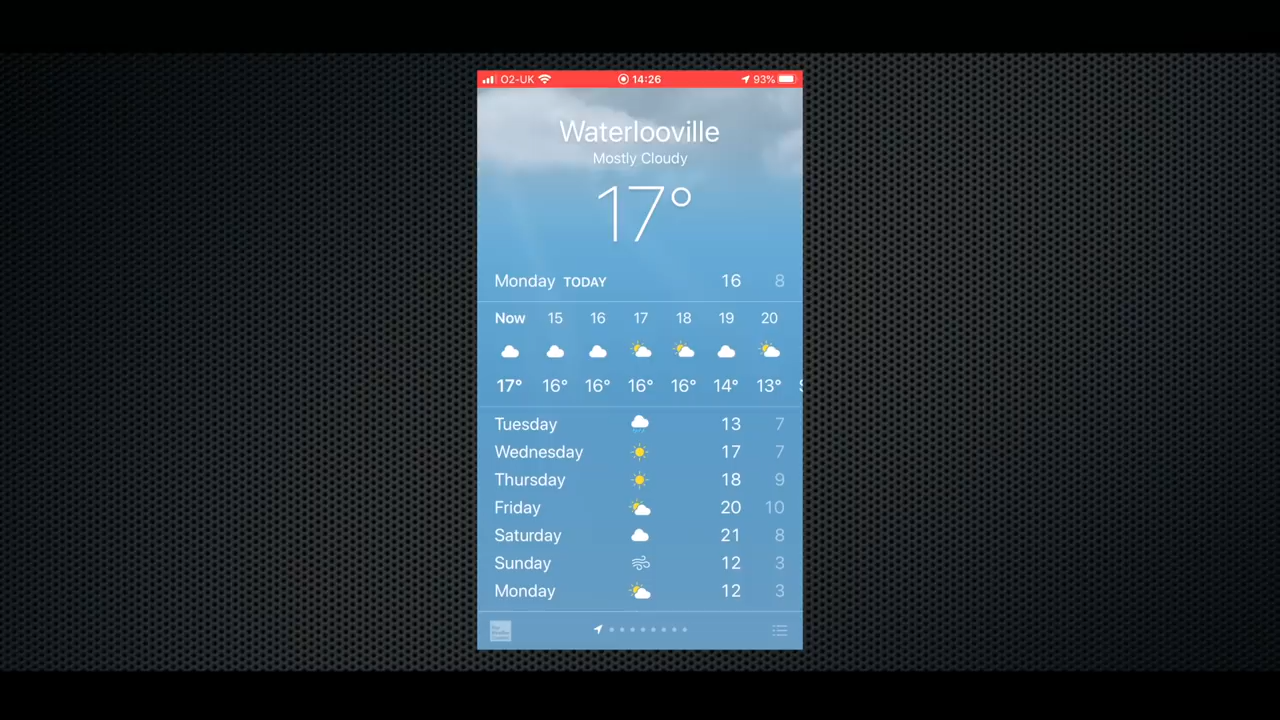 O2-UK 14:26 93%
Waterlooville
Mostly Cloudy
17°
Monday TODAY 16 8
Now 15 16 17 18 19 20
17° 16° 16° 16° 16° 14° 13°
Tuesday 13 7
Wednesday 17 7
Thursday 18 9
Friday 20 10
Saturday 21 8
Sunday 12 3
Monday 12 3